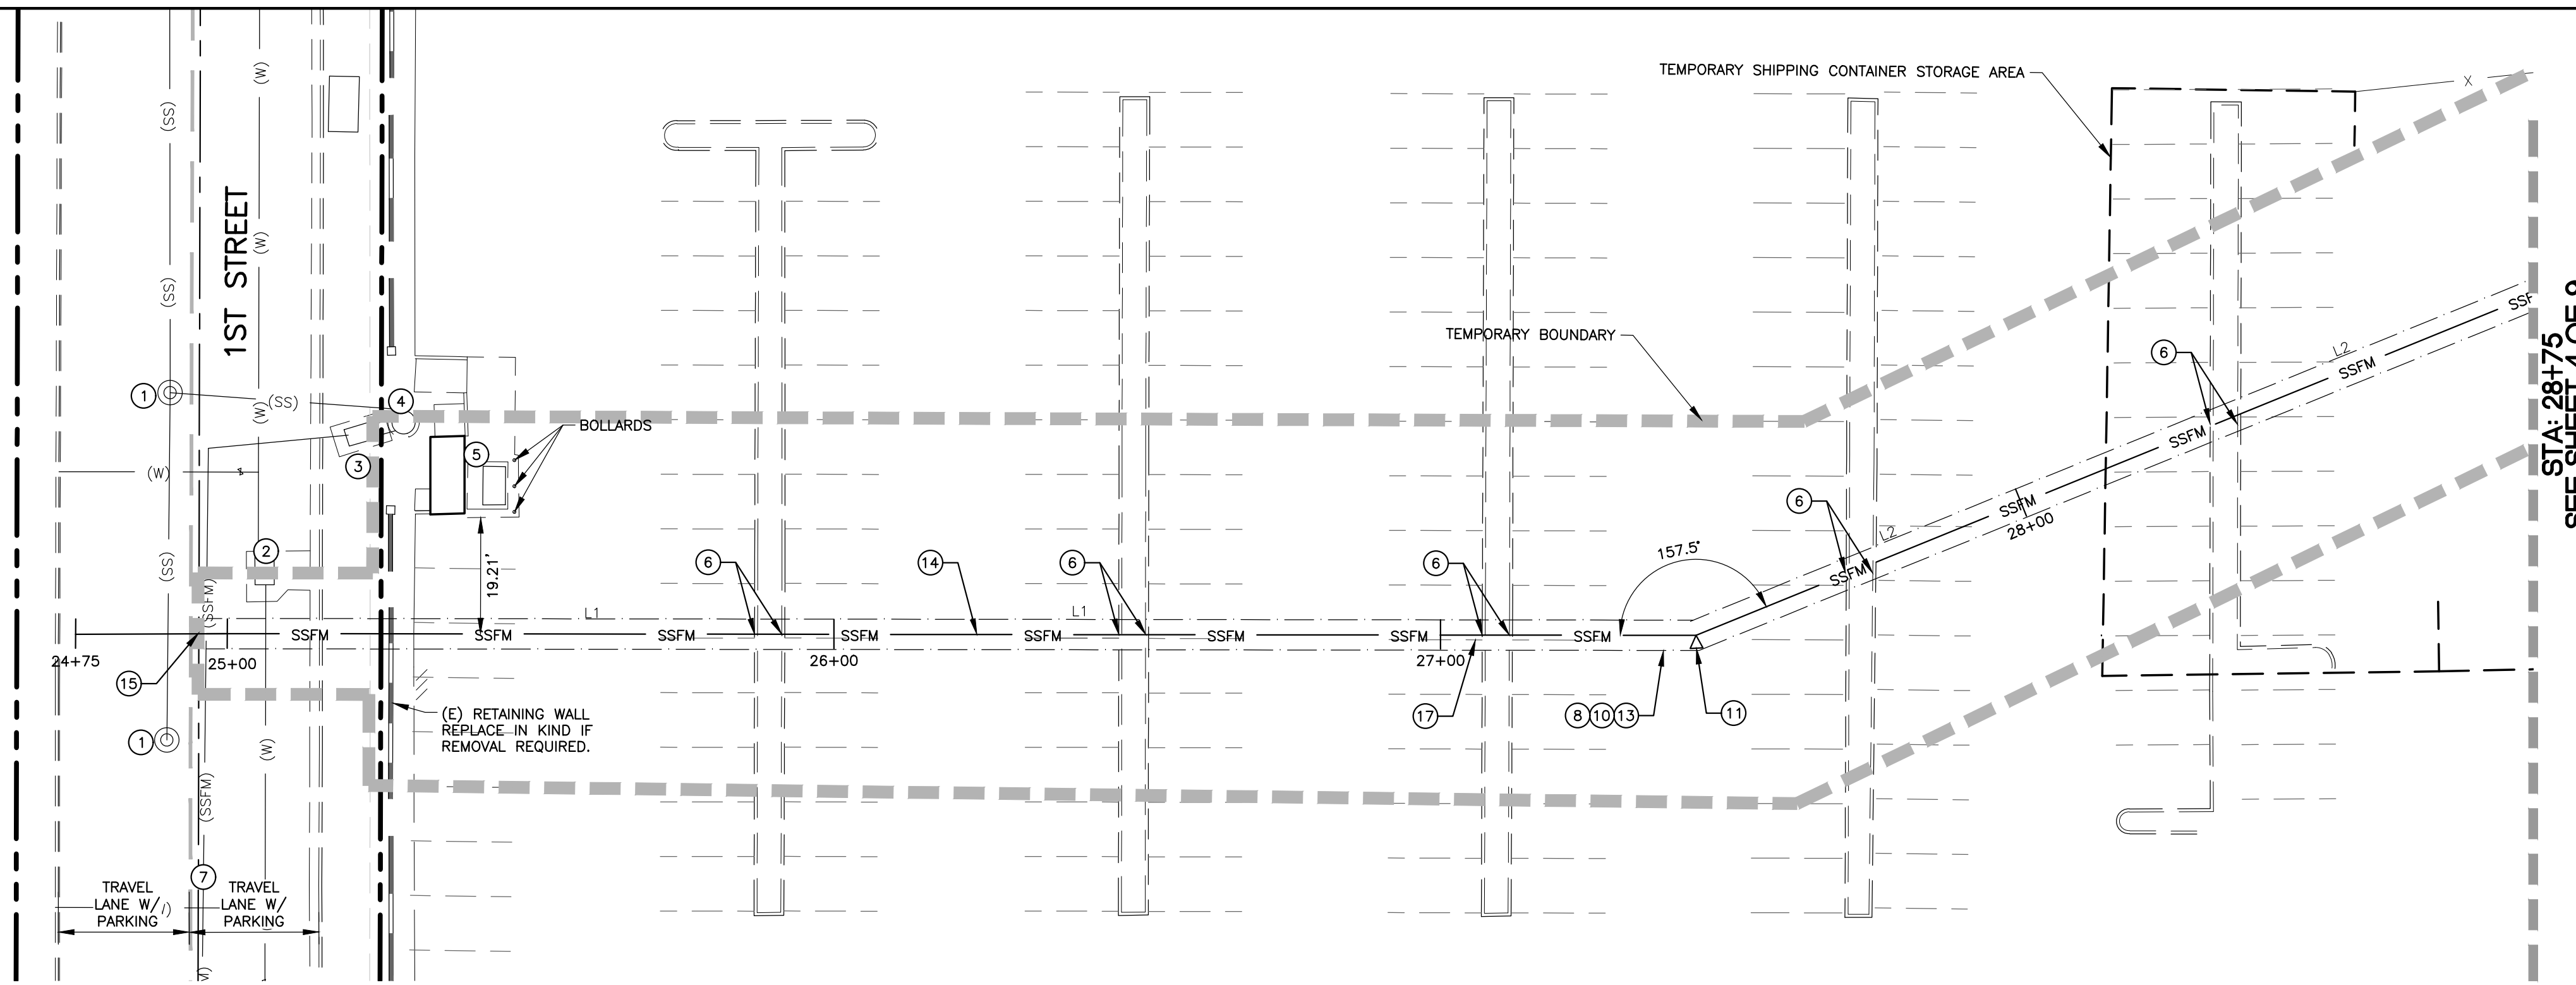 TEMPORARY SHIPPING CONTAINER STORAGE AREA
X
(W)
(SS)
1ST STREET
(W)
(SS)
TEMPORARY BOUNDARY
L2
SSFM
6
STA: 28+75
1
(SS)
(W)
4
BOLLARDS
5
3
(W)
SSFM
6
SSFM
L2
28+00
2
(SS)
19.21'
6
14
6
6
157.5°
SSFM
(SSFM)
L1
L1
SSFM
SSFM
SSFM
SSFM
SSFM
SSFM
SSFM
SSFM
24+75
25+00
26+00
27+00
15
17
8
10
13
11
(E) RETAINING WALL
REPLACE IN KIND IF
REMOVAL REQUIRED.
1
(W)
(SSFM)
7
TRAVEL
LANE W/
PARKING
TRAVEL
LANE W/
PARKING